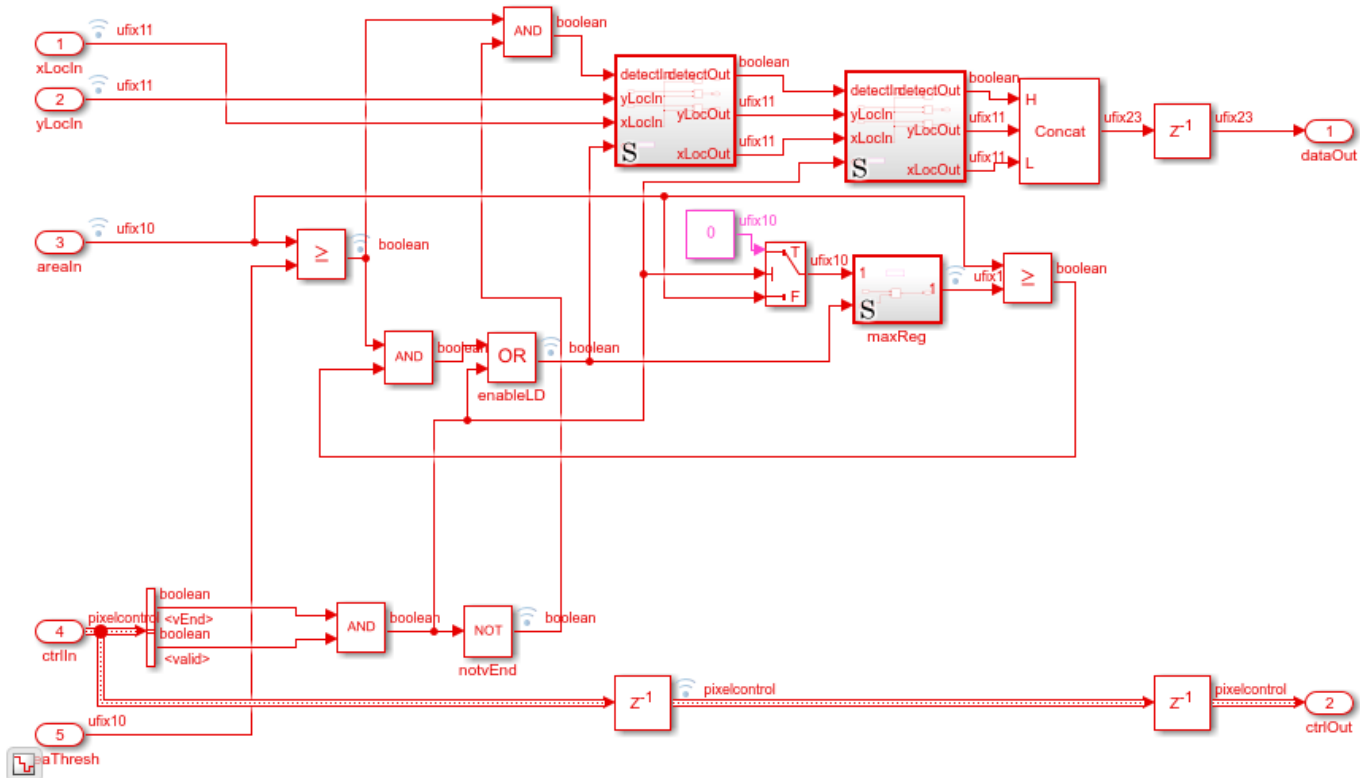 1
xLocIn
ufix11
2
yLocIn
ufix11
AND
boolean
detectIn
detectOut
yLocIn
yLocOut
xLocIn
xLocOut
S
boolean
ufix11
ufix11
detectIn
detectOut
yLocIn
yLocOut
xLocIn
xLocOut
S
boolean
ufix11
ufix11
H
Concat
L
ufix23
Z-1
ufix23
1
dataOut
3
areaIn
ufix10
≥
boolean
0
ufix10
T
F
ufix10
1
1
S
maxReg
ufix1
≥
boolean
AND
boolean
OR
enableLD
boolean
4
ctrlIn
pixelcontrol
boolean
<vEnd>
boolean
<valid>
AND
boolean
NOT
notvEnd
boolean
Z-1
pixelcontrol
Z-1
pixelcontrol
2
ctrlOut
5
eaThresh
ufix10